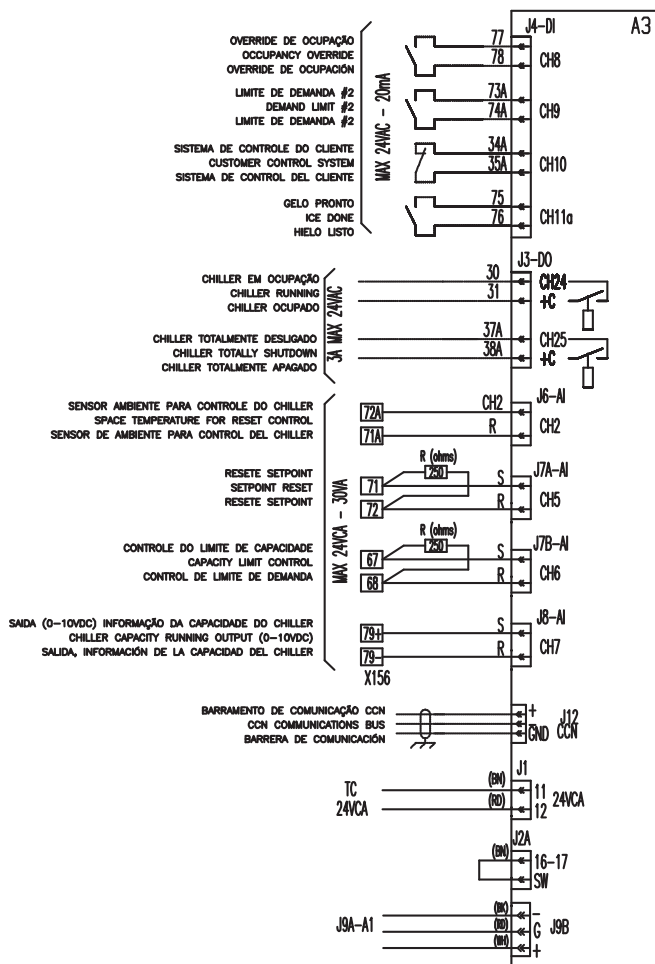 A3
J4-DI
OVERRIDE DE OCUPAÇÃO
OCCUPANCY OVERRIDE
OVERRIDE DE OCUPACIÓN
77
78
CH8
LIMITE DE DEMANDA #2
DEMAND LIMIT #2
LIMITE DE DEMANDA #2
73A
74A
CH9
MAX 24VAC - 20mA
SISTEMA DE CONTROLE DO CLIENTE
CUSTOMER CONTROL SYSTEM
SISTEMA DE CONTROL DEL CLIENTE
34A
35A
CH10
GELO PRONTO
ICE DONE
HIELO LISTO
75
76
CH11a
J3-DO
CHILLER EM OCUPAÇÃO
CHILLER RUNNING
CHILLER OCUPADO
30
31
CH24
+C
3A MAX 24VAC
CHILLER TOTALMENTE DESLIGADO
CHILLER TOTALLY SHUTDOWN
CHILLER TOTALMENTE APAGADO
37A
38A
CH25
+C
J6-AI
SENSOR AMBIENTE PARA CONTROLE DO CHILLER
SPACE TEMPERATURE FOR RESET CONTROL
SENSOR DE AMBIENTE PARA CONTROL DEL CHILLER
72A
71A
CH2
R
CH2
R (ohms)
250
J7A-AI
RESETE SETPOINT
SETPOINT RESET
RESETE SETPOINT
71
72
S
R
CH5
MAX 24VCA - 30VA
R (ohms)
250
J7B-AI
CONTROLE DO LIMITE DE CAPACIDADE
CAPACITY LIMIT CONTROL
CONTROL DE LIMITE DE DEMANDA
67
68
S
R
CH6
J8-AI
SAIDA (0-10VDC) INFORMAÇÃO DA CAPACIDADE DO CHILLER
CHILLER CAPACITY RUNNING OUTPUT (0-10VDC)
SALIDA, INFORMACIÓN DE LA CAPACIDAD DEL CHILLER
79+
79-
X156
S
R
CH7
BARRAMENTO DE COMUNICAÇÃO CCN
CCN COMMUNICATIONS BUS
BARRERA DE COMUNICACIÓN
+
-
GND
J12
CCN
J1
TC
24VCA
(BN)
(RD)
11
12
24VCA
J2A
(BN)
16-17
SW
J9A-A1
(BK)
(RD)
(WH)
-
G
+
J9B